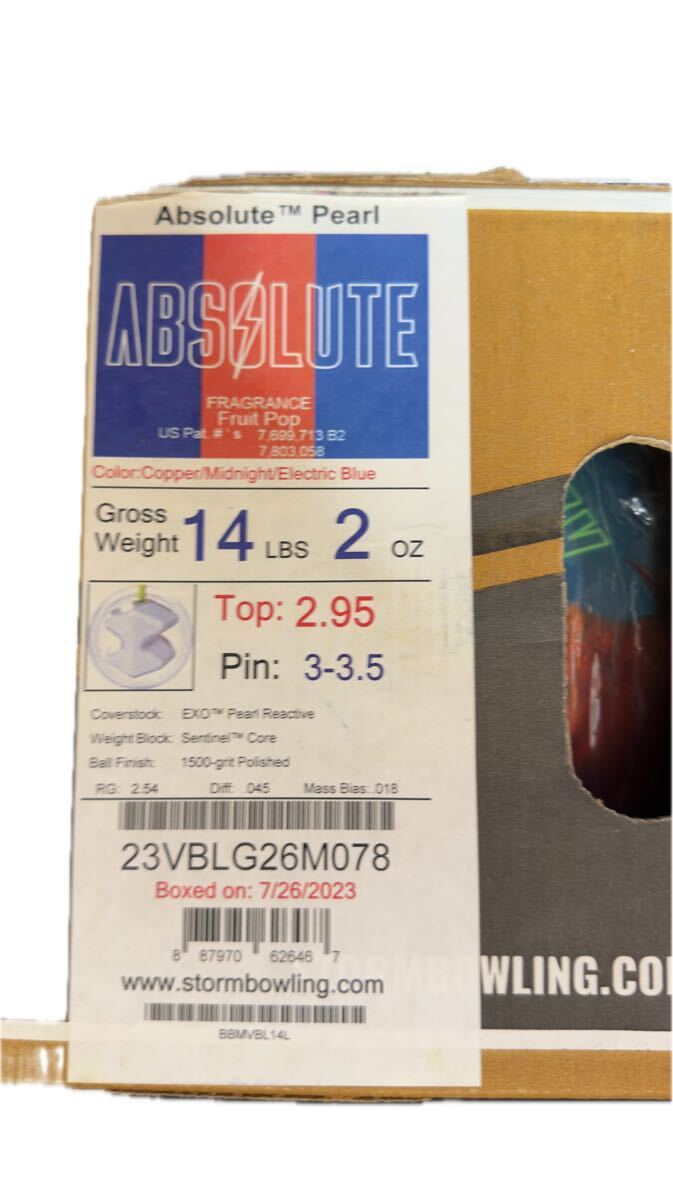 Absolute™ Pearl
ABSOLUTE
FRAGRANCE
Fruit Pop
US Pat. #'s 7,699,713 B2
7,803,058
Color:Copper/Midnight/Electric Blue
Gross Weight 14 LBS 2 OZ
Top: 2.95
Pin: 3-3.5
Coverstock: EXO™ Pearl Reactive
Weight Block: Sentinel™ Core
Ball Finish: 1500-grit Polished
RG: 2.54 Diff: .045 Mass Bias: .018
23VBLG26M078
Boxed on: 7/26/2023
8 87970 62646 7
www.stormbowling.com
BBMVBL14L
STORMBOWLING.CO